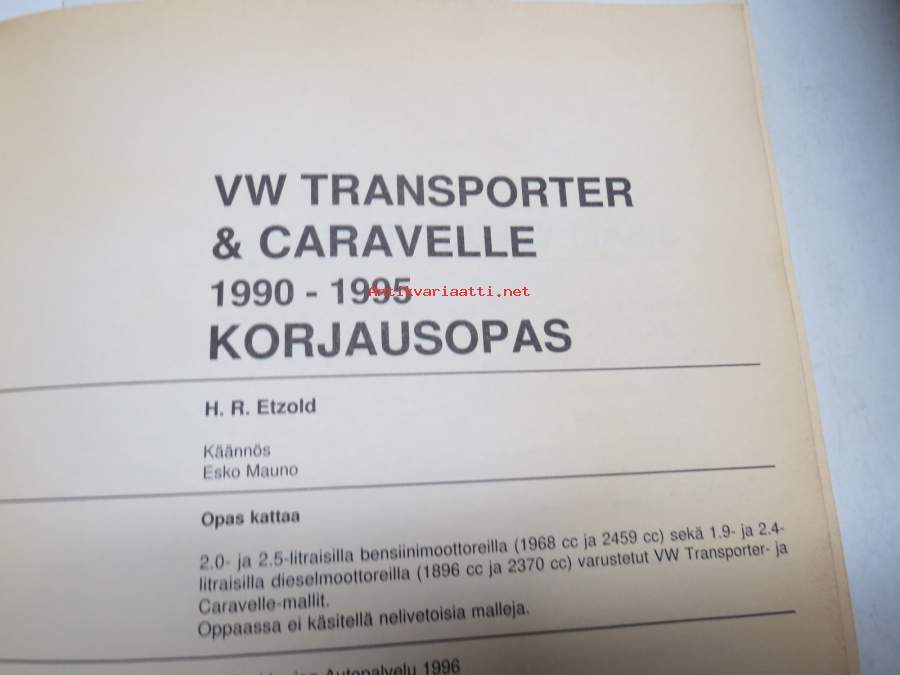 VW TRANSPORTER
& CARAVELLE
1990 - 1995
Antikvariaatti.net
KORJAUSOPAS
H. R. Etzold
Käännös
Esko Mauno
Opas kattaa
2.0- ja 2.5-litraisilla bensiinimoottoreilla (1968 cc ja 2459 cc) sekä 1.9- ja 2.4-
litraisilla dieselmoottoreilla (1896 cc ja 2370 cc) varustetut VW Transporter- ja
Caravelle-mallit.
Oppaassa ei käsitellä nelivetoisia malleja.
Autopalvelu 1996